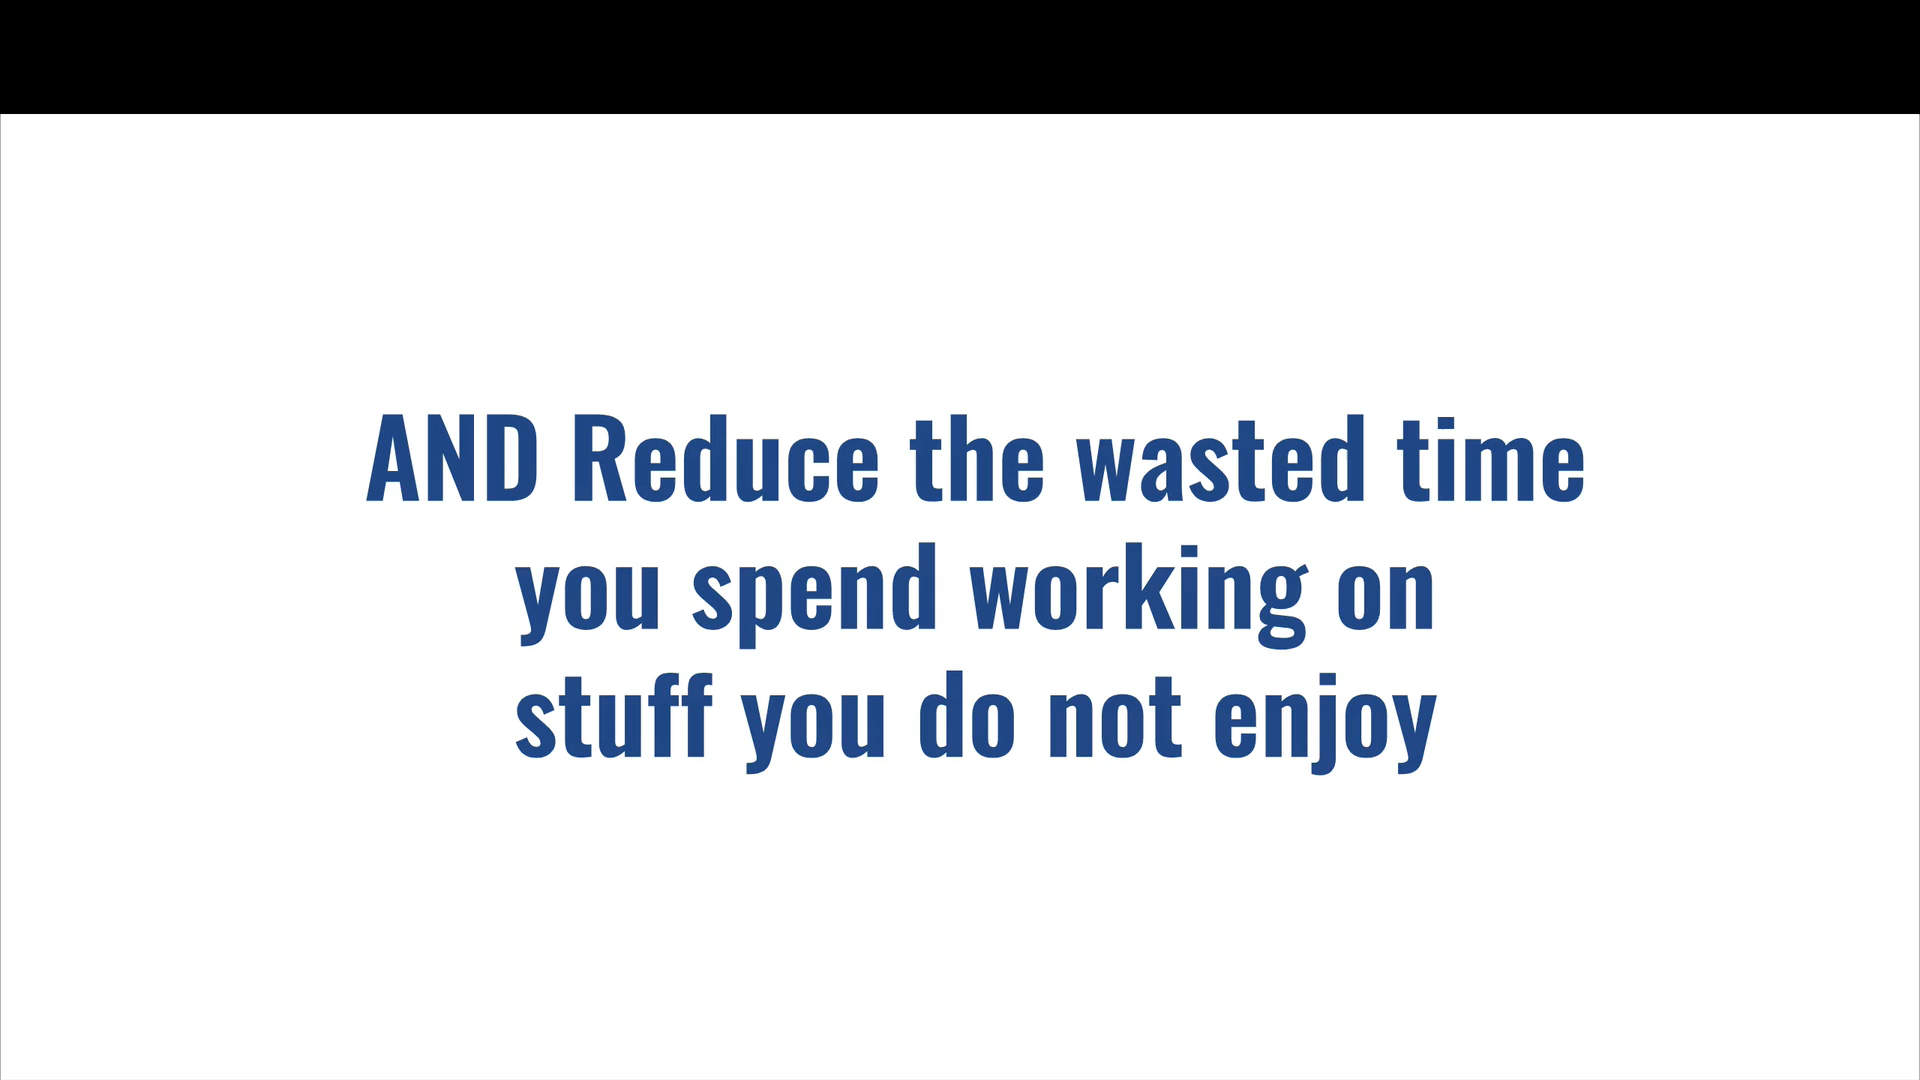 AND Reduce the wasted time
you spend working on
stuff you do not enjoy